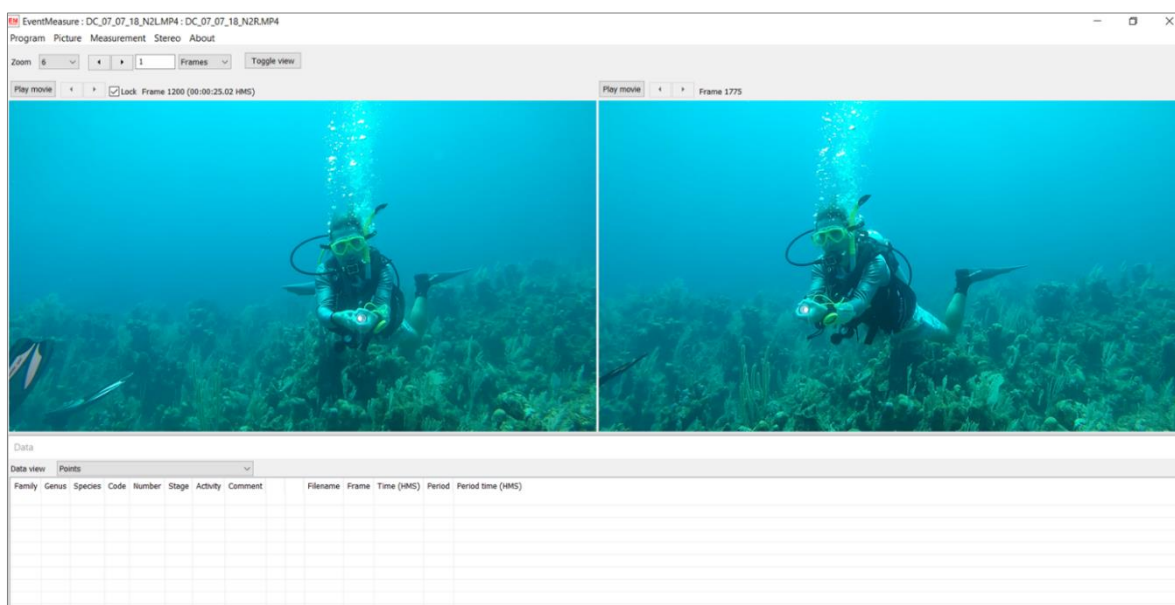 EM EventMeasure : DC_07_07_18_N2L.MP4 : DC_07_07_18_N2R.MP4
Program Picture Measurement Stereo About
Zoom 6 1 Frames Toggle view
Play movie Lock Frame 1200 (00:00:25.02 HMS) Play movie Frame 1775
Data
Data view Points
Family Genus Species Code Number Stage Activity Comment Filename Frame Time (HMS) Period Period time (HMS)